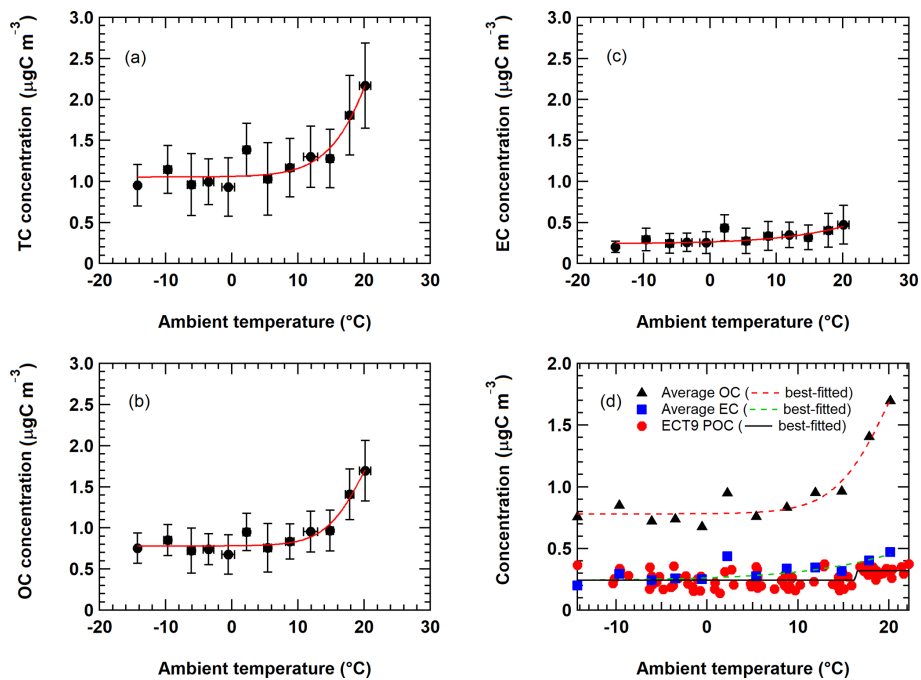 3.0
2.5
2.0
1.5
1.0
0.5
0
TC concentration (µgC m⁻³)
(a)
-20 -10 0 10 20 30
Ambient temperature (°C)
3.0
2.5
2.0
1.5
1.0
0.5
0
EC concentration (µgC m⁻³)
(c)
-20 -10 0 10 20 30
Ambient temperature (°C)
3.0
2.5
2.0
1.5
1.0
0.5
0
OC concentration (µgC m⁻³)
(b)
-20 -10 0 10 20 30
Ambient temperature (°C)
2.0
1.5
1.0
0.5
0
Concentration (µgC m⁻³)
(d)
Average OC ( best-fitted)
Average EC ( best-fitted)
ECT9 POC ( best-fitted)
-10 0 10 20
Ambient temperature (°C)